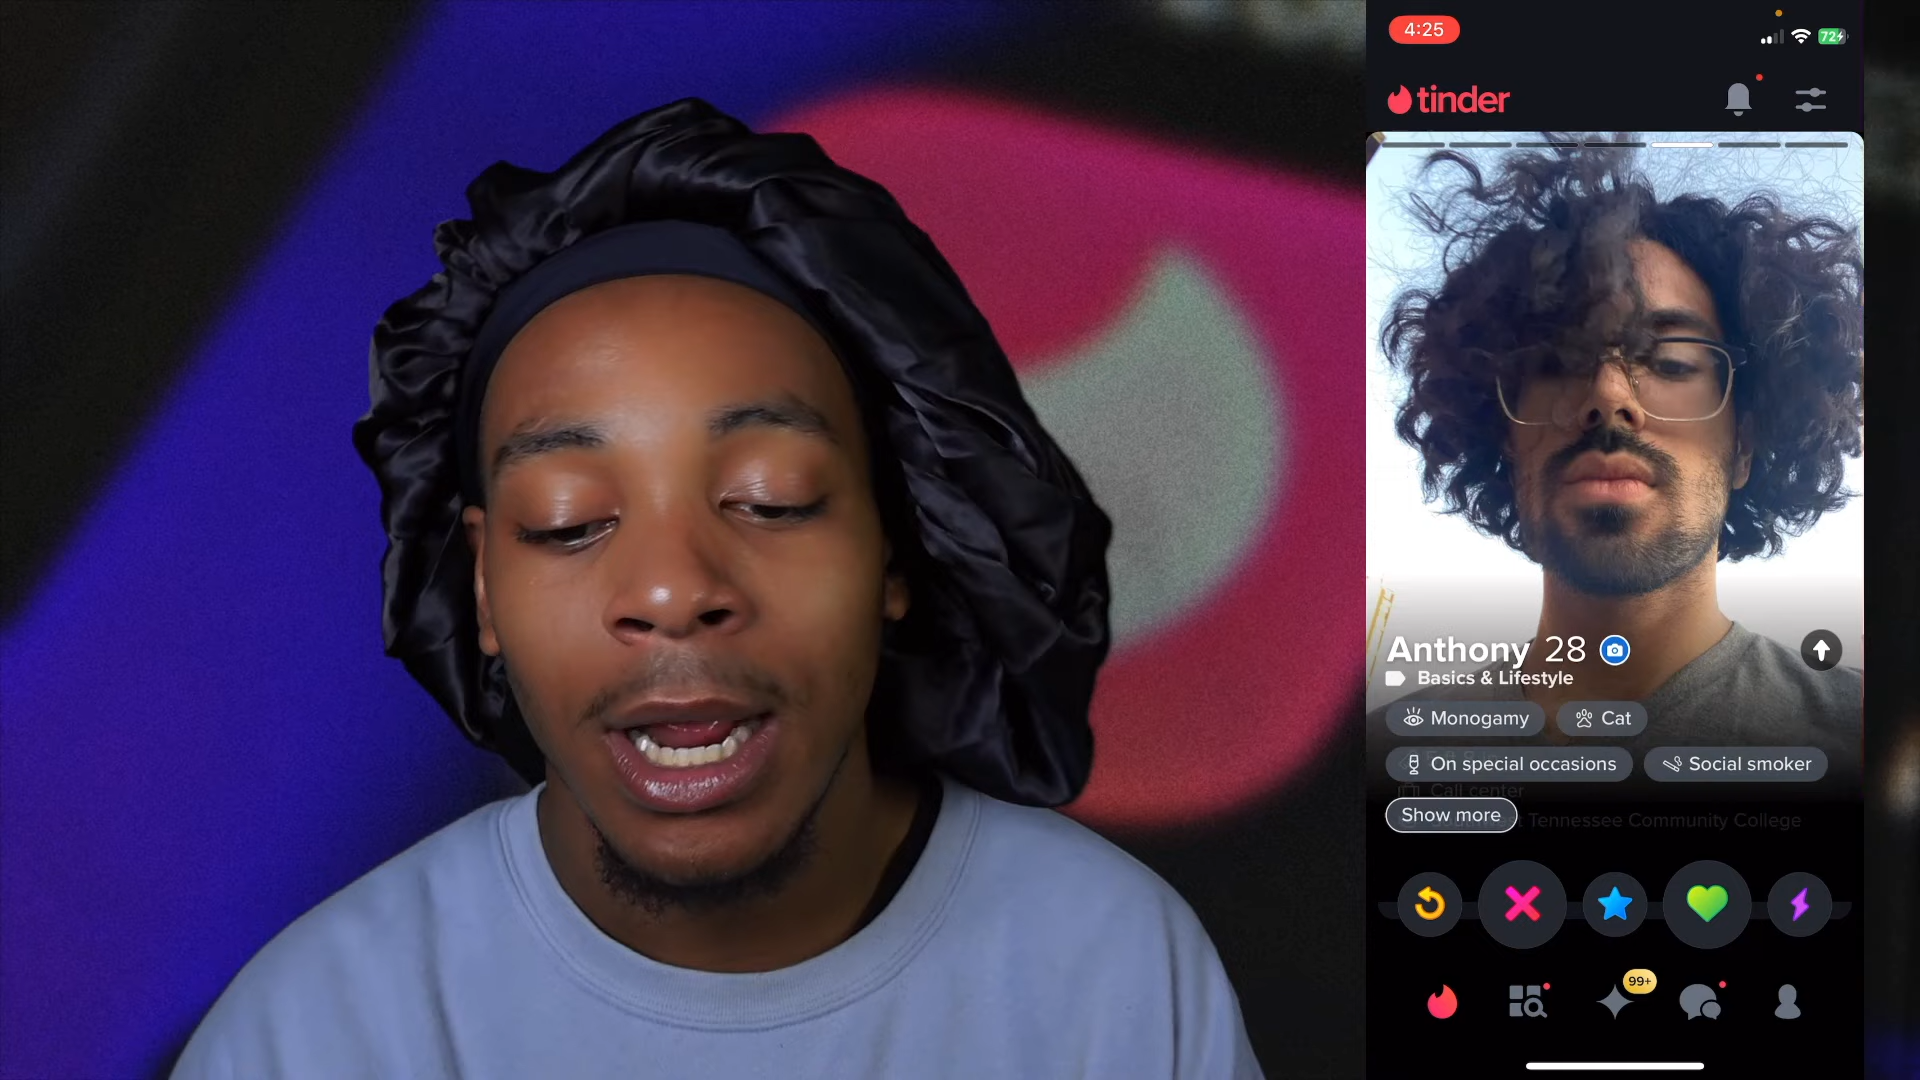 4:25
72
tinder
Anthony 28
Basics & Lifestyle
Monogamy
Cat
On special occasions
Social smoker
Call center
Show more
Tennessee Community College
99+